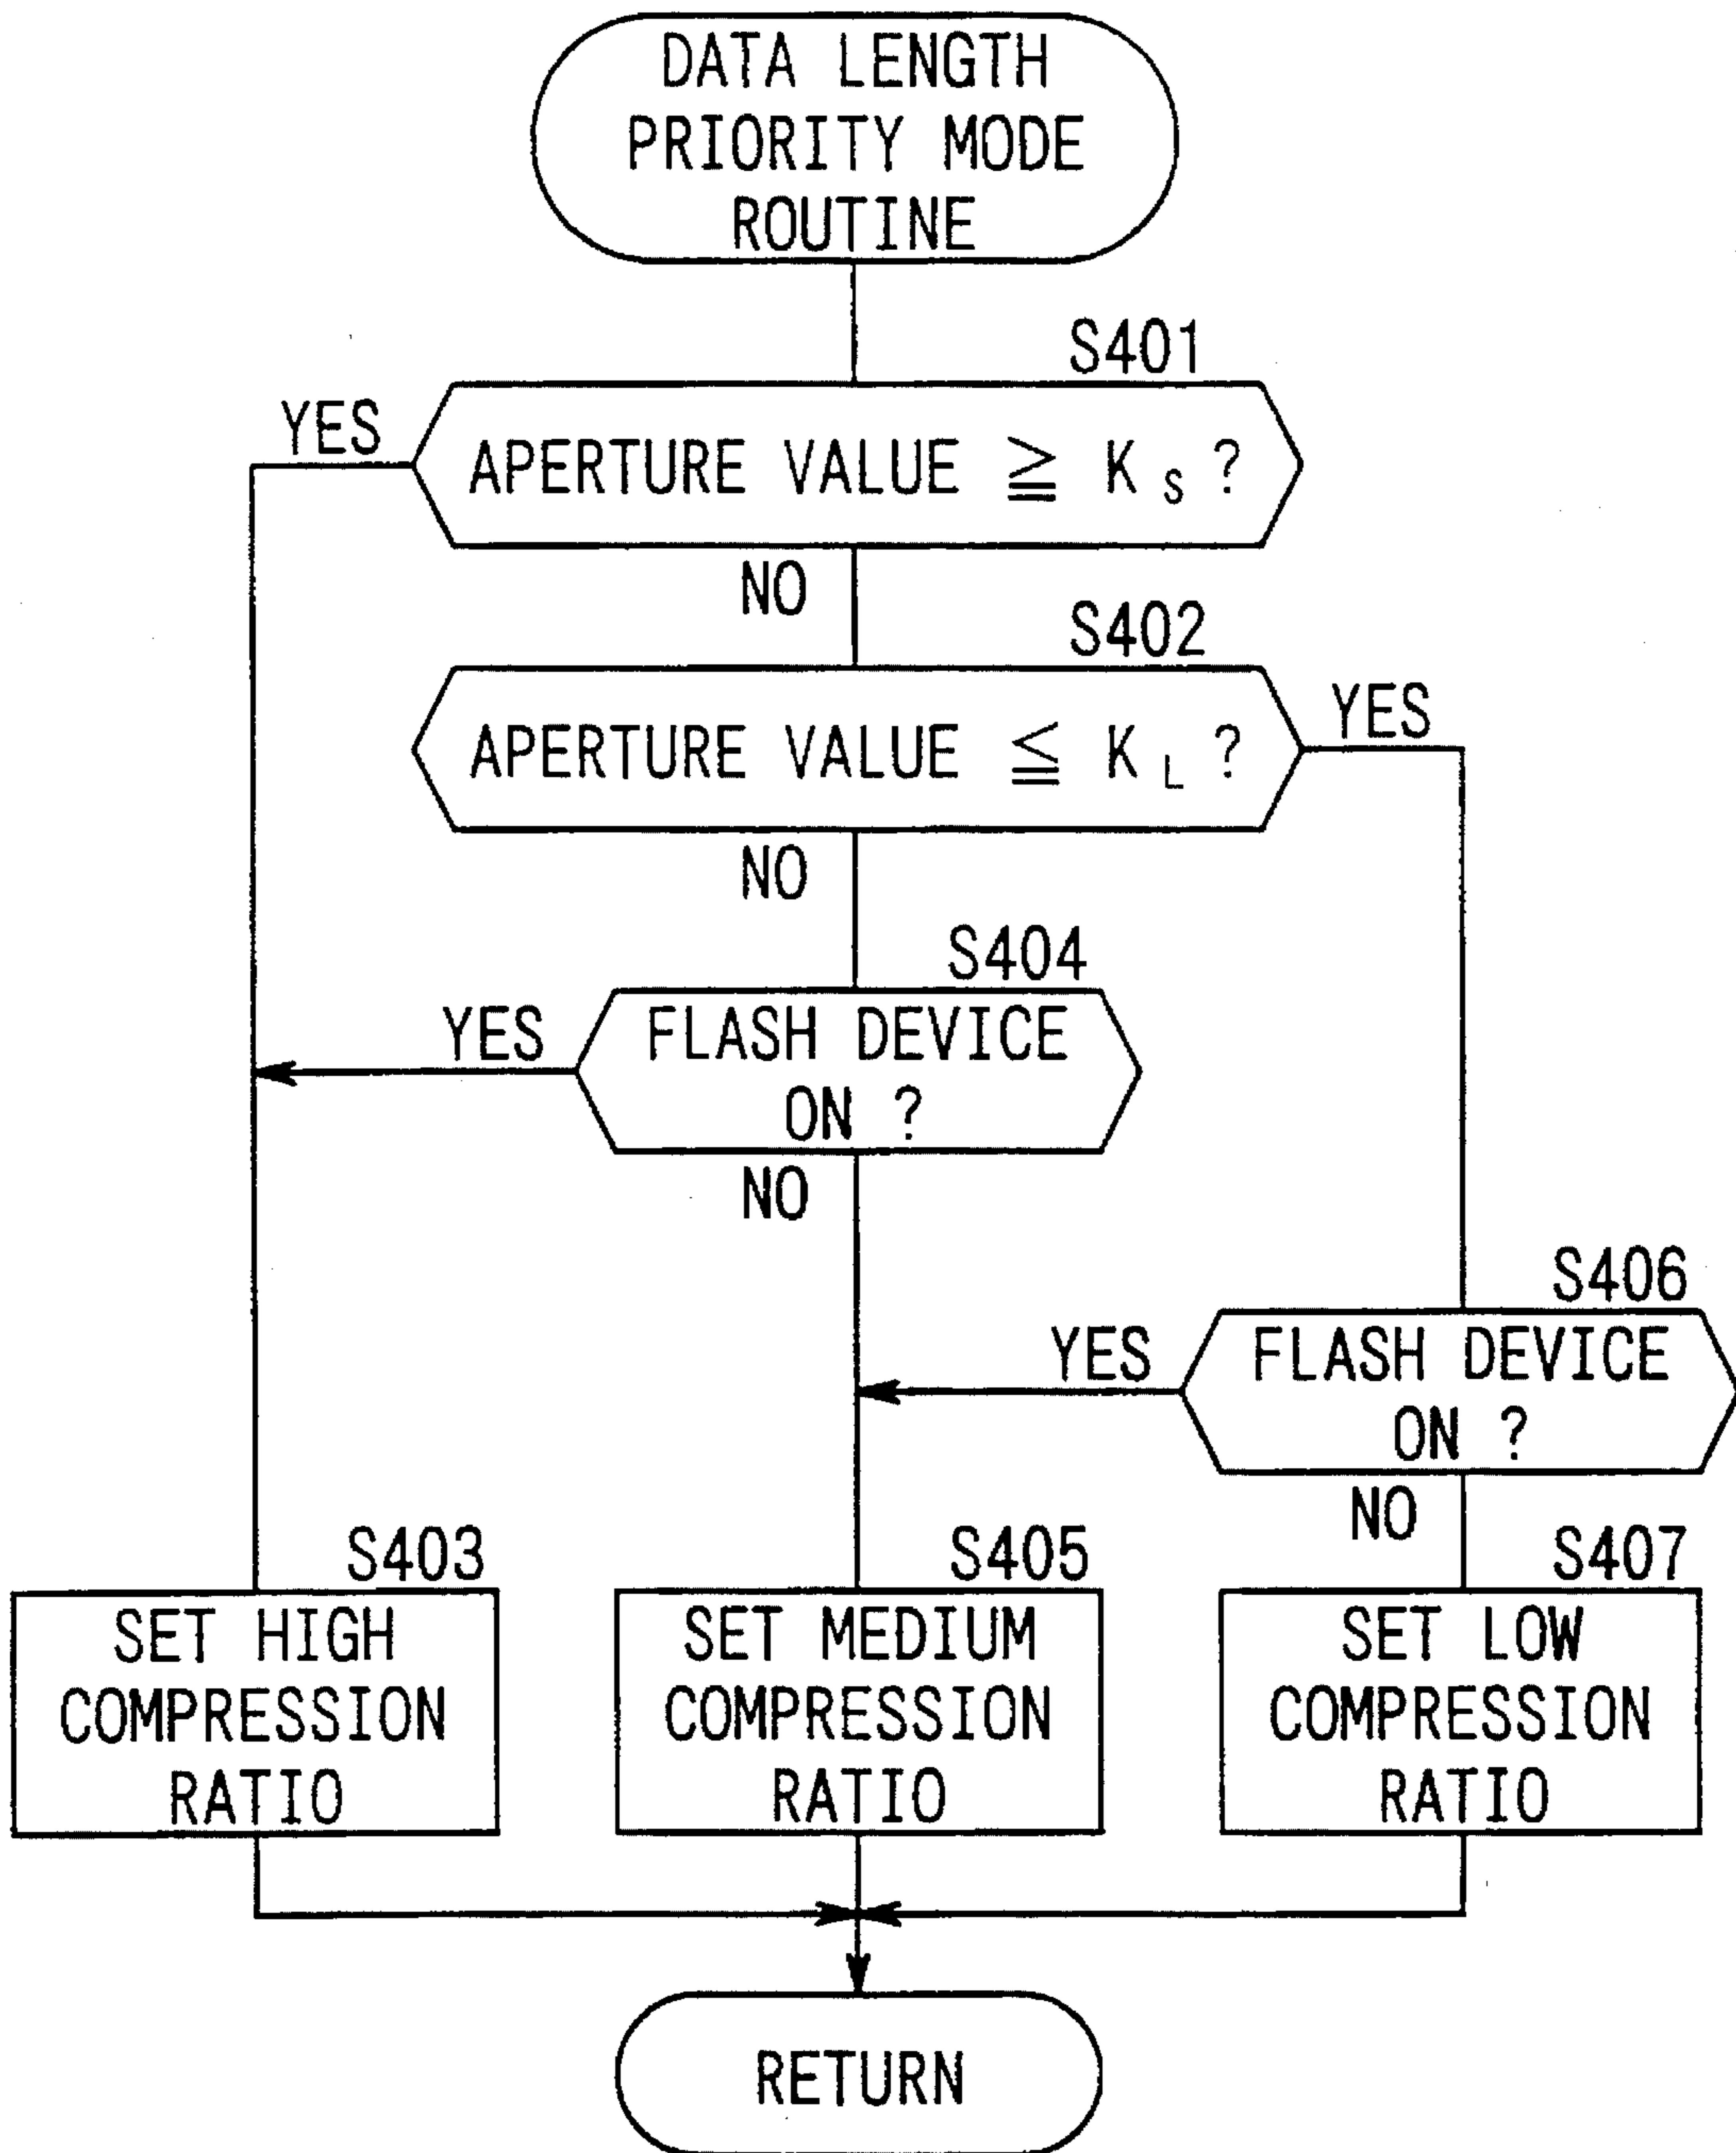 DATA LENGTH
PRIORITY MODE
ROUTINE
S401
YES
APERTURE VALUE ≧ K S ?
NO
S402
YES
APERTURE VALUE ≦ K L ?
NO
S404
YES
FLASH DEVICE
ON ?
NO
S406
YES
FLASH DEVICE
ON ?
NO
S403
SET HIGH
COMPRESSION
RATIO
S405
SET MEDIUM
COMPRESSION
RATIO
S407
SET LOW
COMPRESSION
RATIO
RETURN